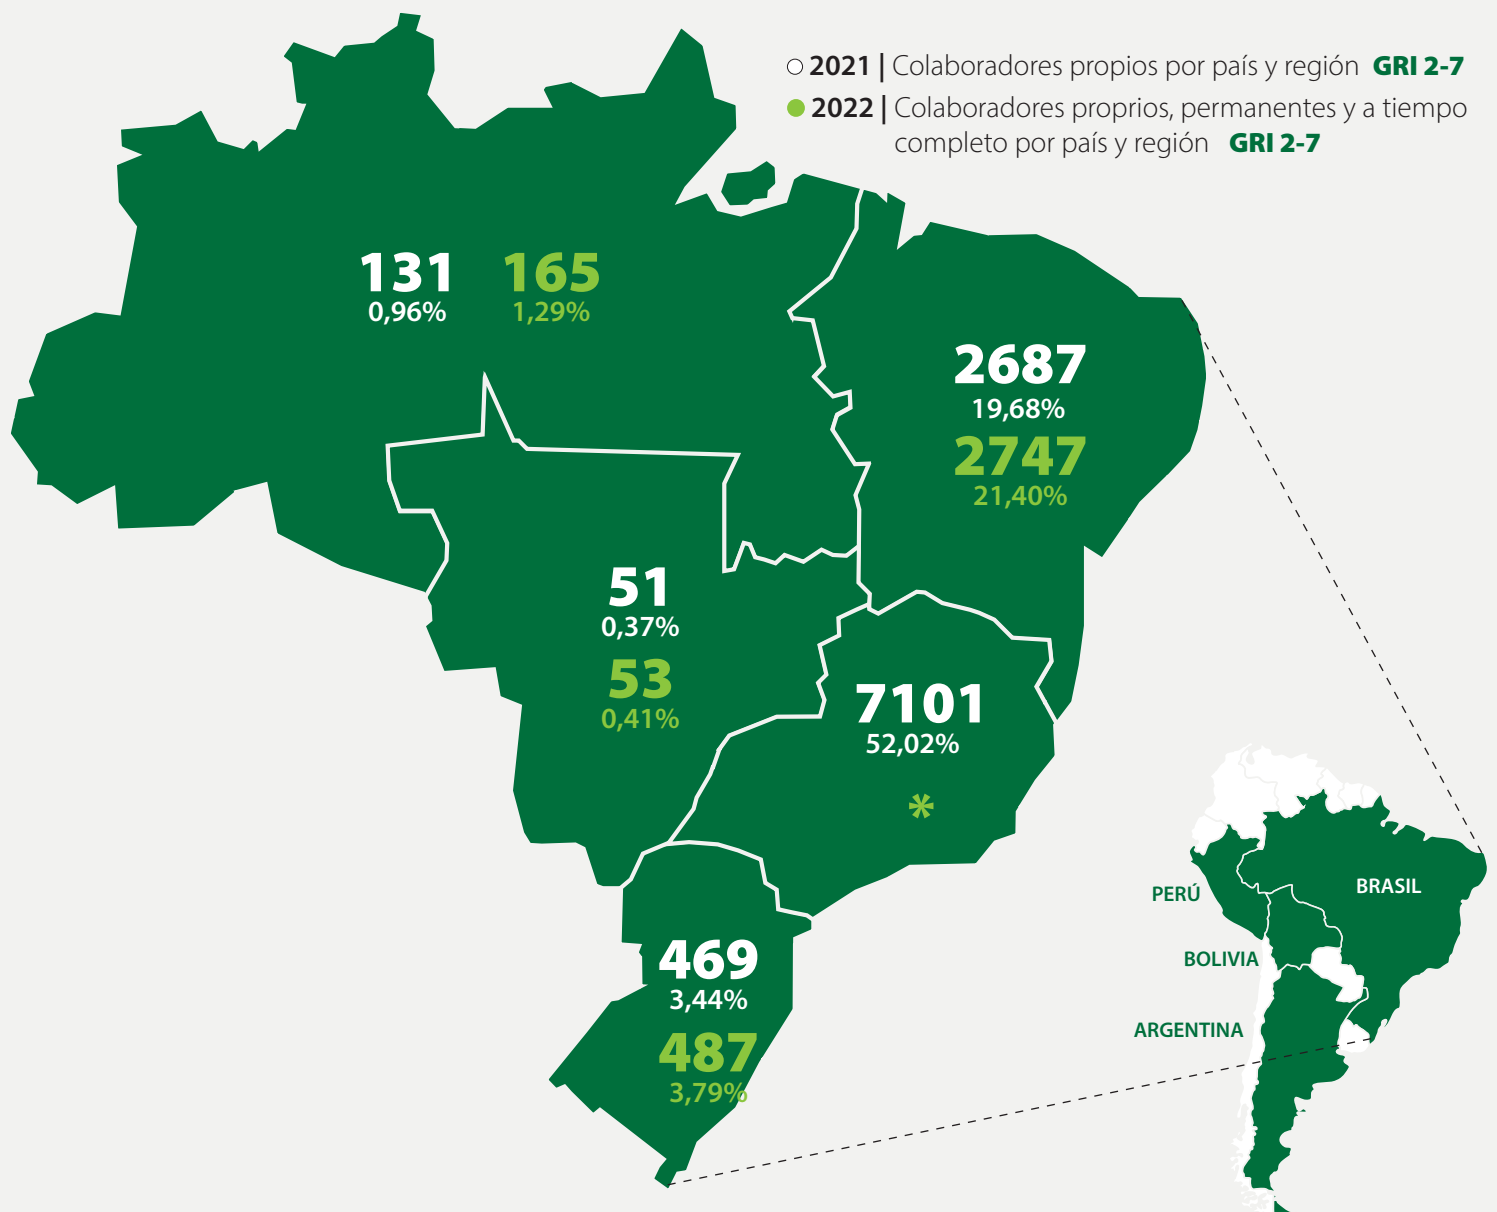 2021 | Colaboradores propios por país y región GRI 2-7
2022 | Colaboradores proprios, permanentes y a tiempo
completo por país y región GRI 2-7
131 165
0,96% 1,29%
2687
19,68%
2747
21,40%
51
0,37%
53
0,41%
7101
52,02%
*
469
3,44%
487
3,79%
BRASIL
PERÚ
BOLIVIA
ARGENTINA